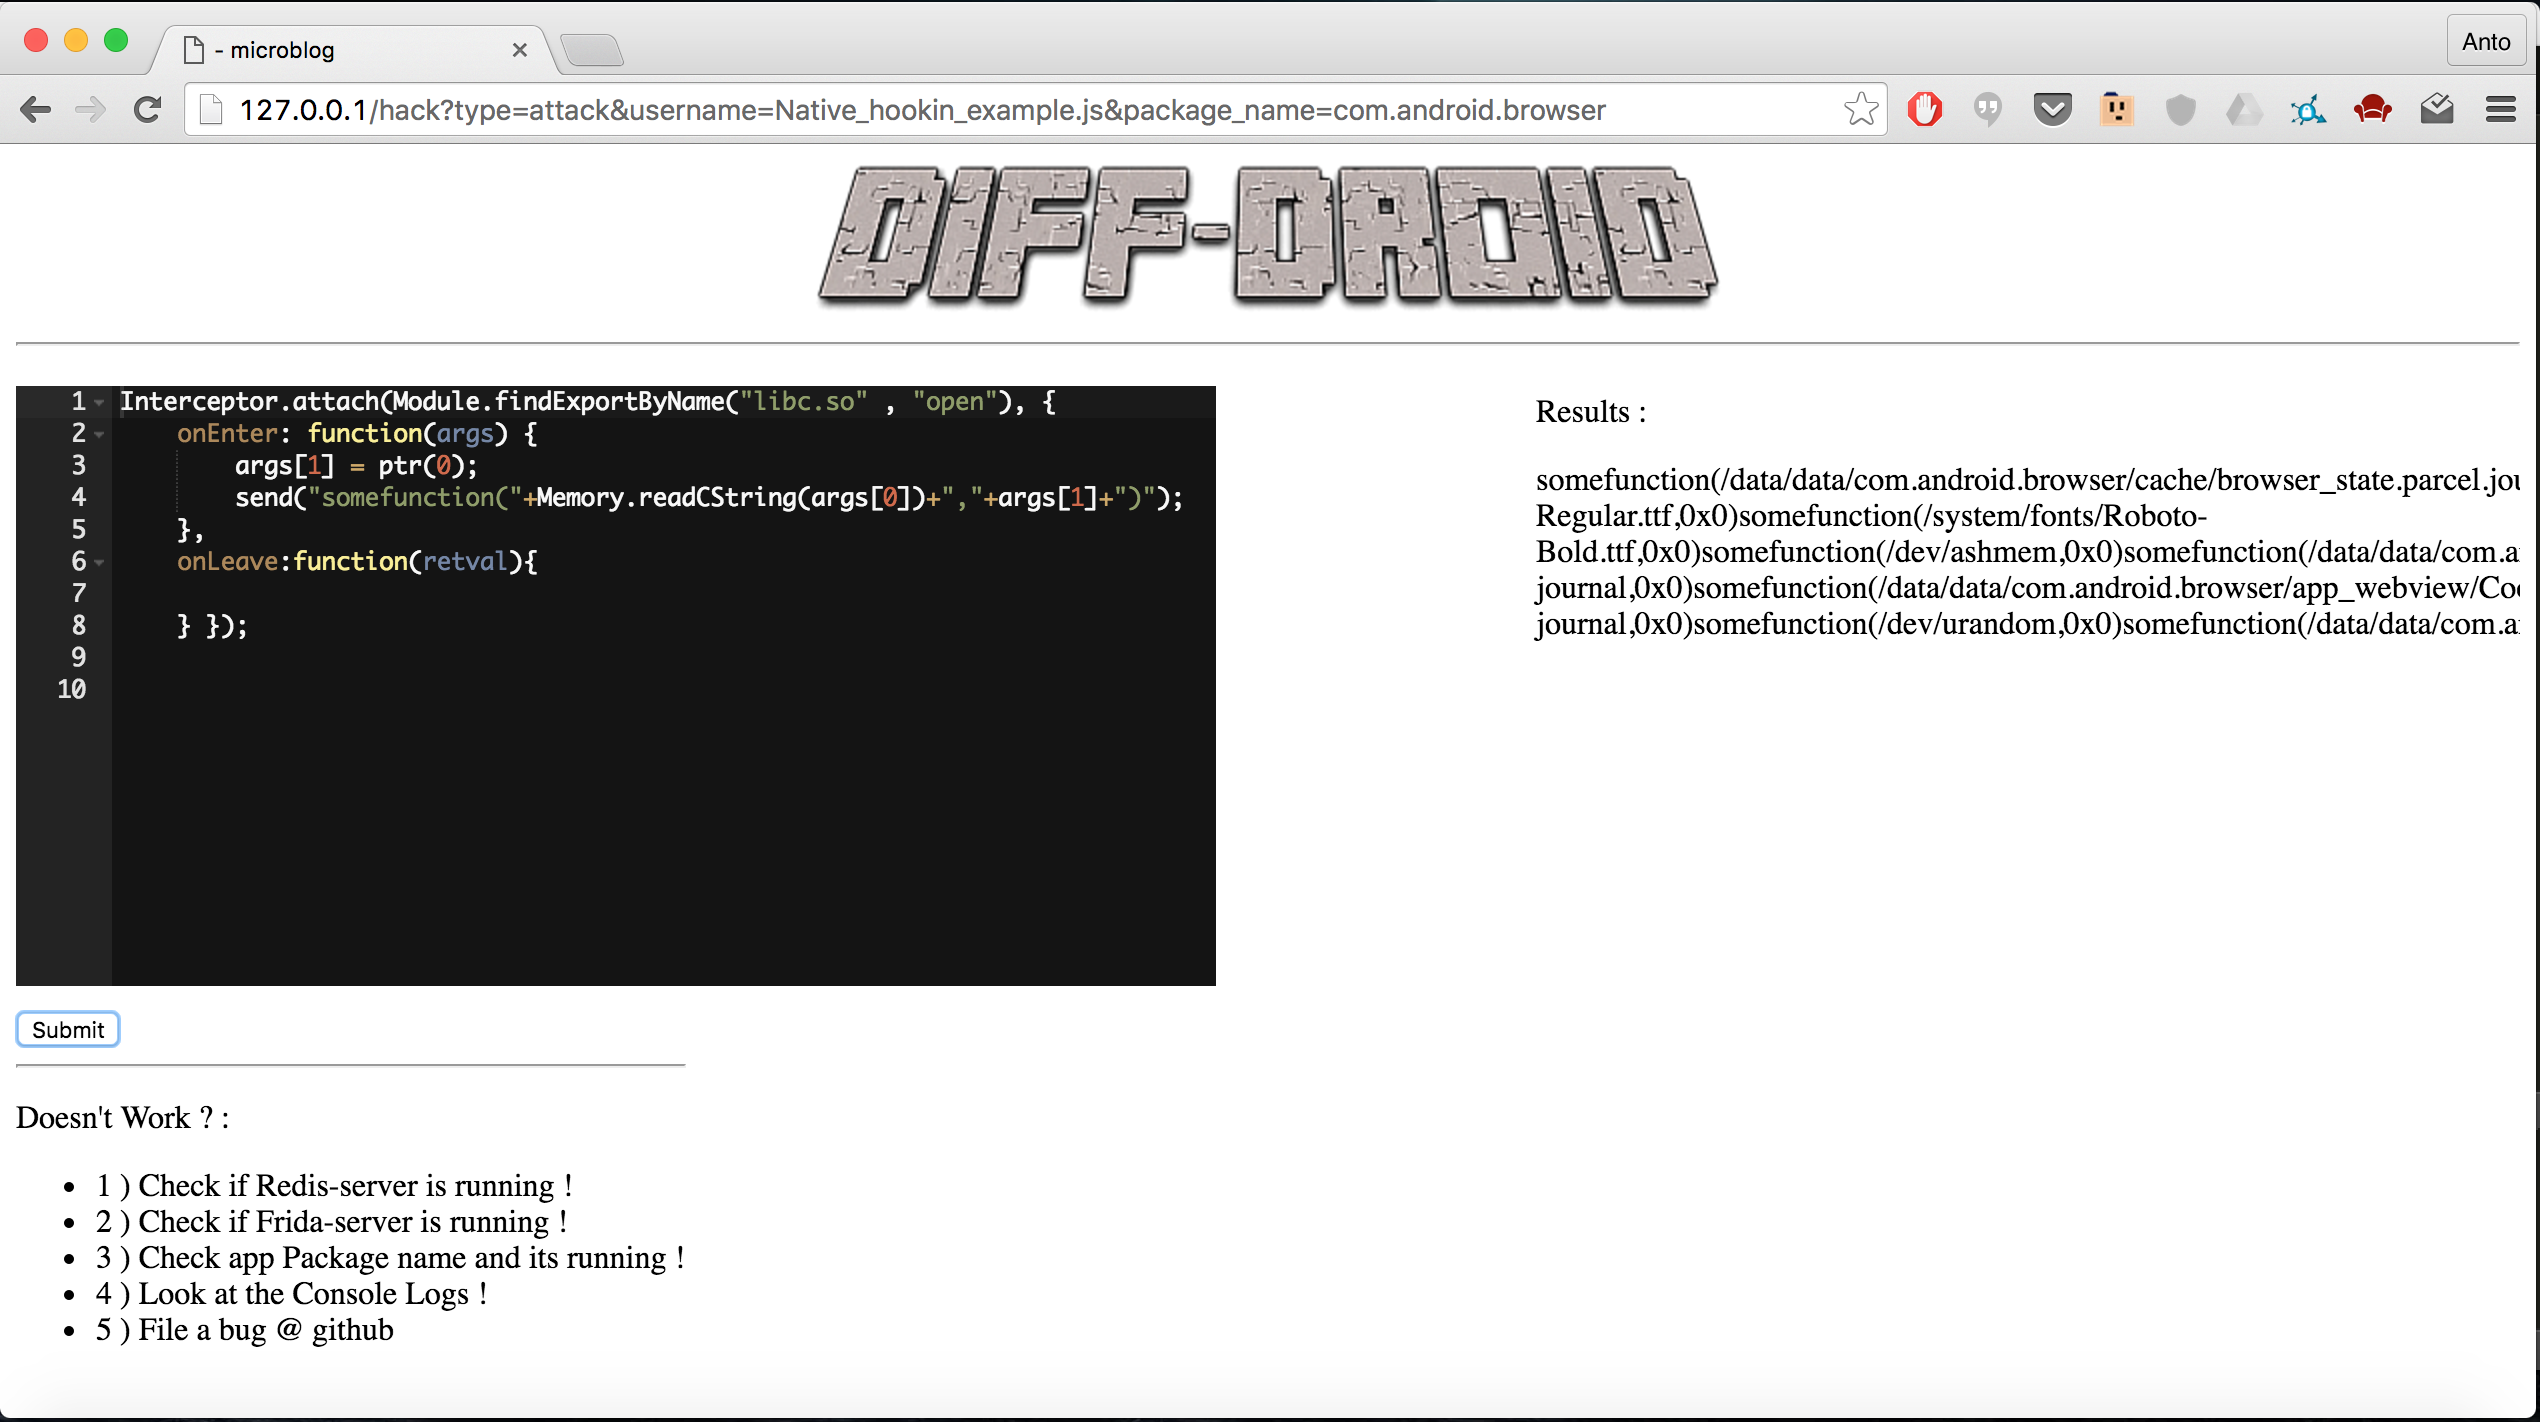 - microblog
Anto
127.0.0.1/hack?type=attack&username=Native_hookin_example.js&package_name=com.android.browser
DIFF-DROID
1 Interceptor.attach(Module.findExportByName("libc.so" , "open"), {
2 onEnter: function(args) {
3 args[1] = ptr(0);
4 send("somefunction("+Memory.readCString(args[0])+","+args[1]+")");
5 },
6 onLeave:function(retval){
7
8 } });
9
10
Results :
somefunction(/data/data/com.android.browser/cache/browser_state.parcel.jou
Regular.ttf,0x0)somefunction(/system/fonts/Roboto-
Bold.ttf,0x0)somefunction(/dev/ashmem,0x0)somefunction(/data/data/com.a
journal,0x0)somefunction(/data/data/com.android.browser/app_webview/Coo
journal,0x0)somefunction(/dev/urandom,0x0)somefunction(/data/data/com.a
Submit
Doesn't Work ? :
• 1 ) Check if Redis-server is running !
• 2 ) Check if Frida-server is running !
• 3 ) Check app Package name and its running !
• 4 ) Look at the Console Logs !
• 5 ) File a bug @ github